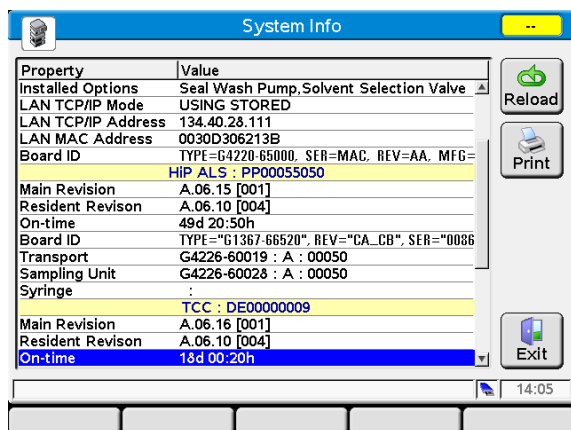 System Info
--
Property Value
Installed Options Seal Wash Pump,Solvent Selection Valve
LAN TCP/IP Mode USING STORED
LAN TCP/IP Address 134.40.28.111
LAN MAC Address 0030D306213B
Board ID TYPE=G4220-65000, SER=MAC, REV=AA, MFG=
HiP ALS : PP00055050
Main Revision A.06.15 [001]
Resident Revison A.06.10 [004]
On-time 49d 20:50h
Board ID TYPE="G1367-66520", REV="CA_CB", SER="0086
Transport G4226-60019 : A : 00050
Sampling Unit G4226-60028 : A : 00050
Syringe :
TCC : DE00000009
Main Revision A.06.16 [001]
Resident Revison A.06.10 [004]
On-time 18d 00:20h
Reload
Print
Exit
14:05